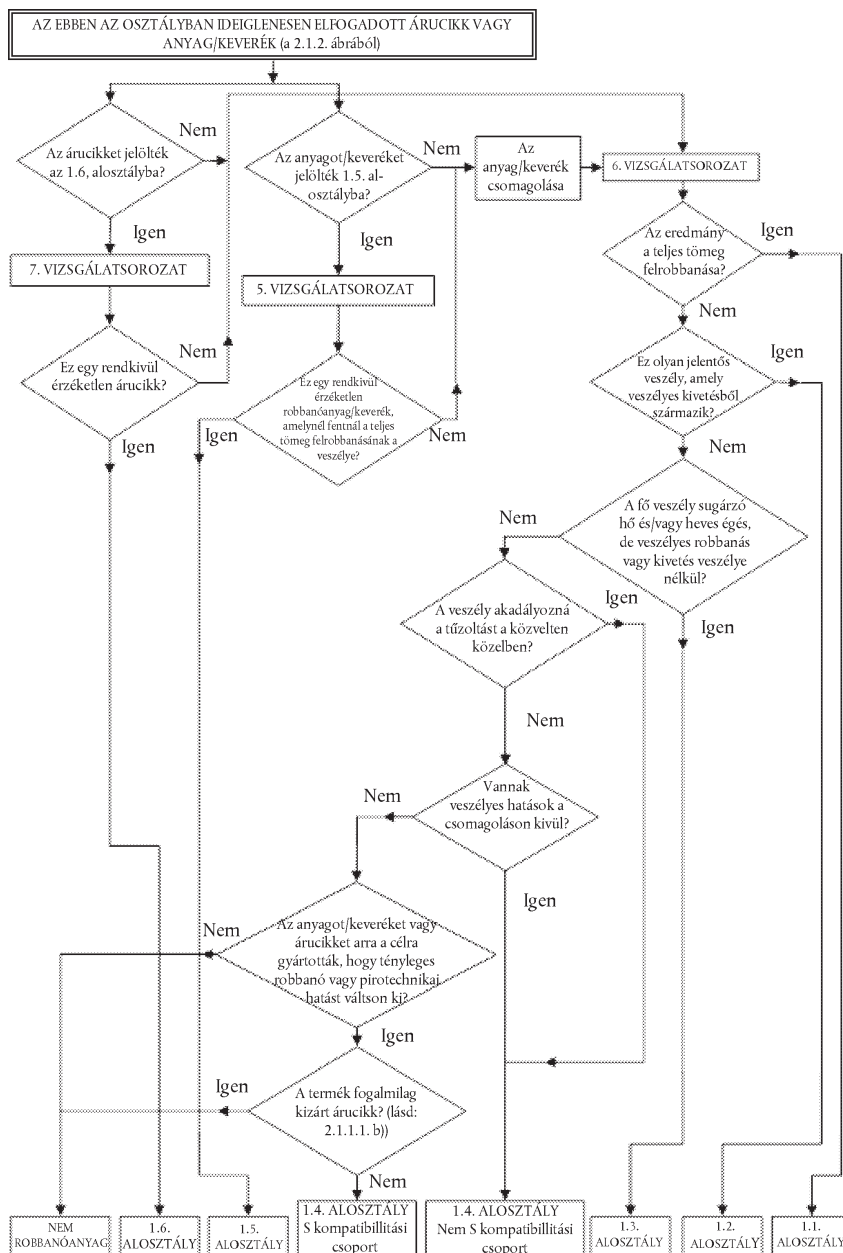 AZ EBBEN AZ OSZTÁLYBAN IDEIGLENESEN ELFOGADOTT ÁRUCIKK VAGY
ANYAG/KEVERÉK (a 2.1.2. ábrából)
Az árucikket jelölték
az 1.6, alosztályba?
Nem
Igen
7. VIZSGÁLATSOROZAT
Ez egy rendkivül
érzéketlen árucikk?
Nem
Igen
Az anyagot/keveréket
jelölték 1.5. al-
osztályba?
Nem
Igen
5. VIZSGÁLATSOROZAT
Ez egy rendkivül
érzéketlen
robbanóanyag/keverék,
amelynél fentnál a teljes
tömeg felrobbanásának a
veszélye?
Igen
Nem
Az
anyag/keverék
csomagolása
6. VIZSGÁLATSOROZAT
Az eredmány
a teljes tömeg
felrobbanása?
Igen
Nem
Ez olyan jelentős
veszély, amely
veszélyes kivetésből
származik?
Igen
Nem
A fő veszély sugárzó
hő és/vagy heves égés,
de veszélyes robbanás
vagy kivetés veszélye
nélkül?
Nem
Igen
A veszély akadályozná
a tűzoltást a közvelten
közelben?
Igen
Nem
Vannak
veszélyes hatások a
csomagoláson kivül?
Nem
Igen
Az anyagot/keveréket vagy
árucikket arra a célra
gyártották, hogy tényleges
robbanó vagy pirotechnikai
hatást váltson ki?
Nem
Igen
A termék fogalmilag
kizárt árucikk? (lásd:
2.1.1.1. b))
Igen
Nem
NEM
ROBBANÓANYAG
1.6.
ALOSZTÁLY
1.5.
ALOSZTÁLY
1.4. ALOSZTÁLY
S kompatibillitási
csoport
1.4. ALOSZTÁLY
Nem S kompatibillitási
csoport
1.3.
ALOSZTÁLY
1.2.
ALOSZTÁLY
1.1.
ALOSZTÁLY